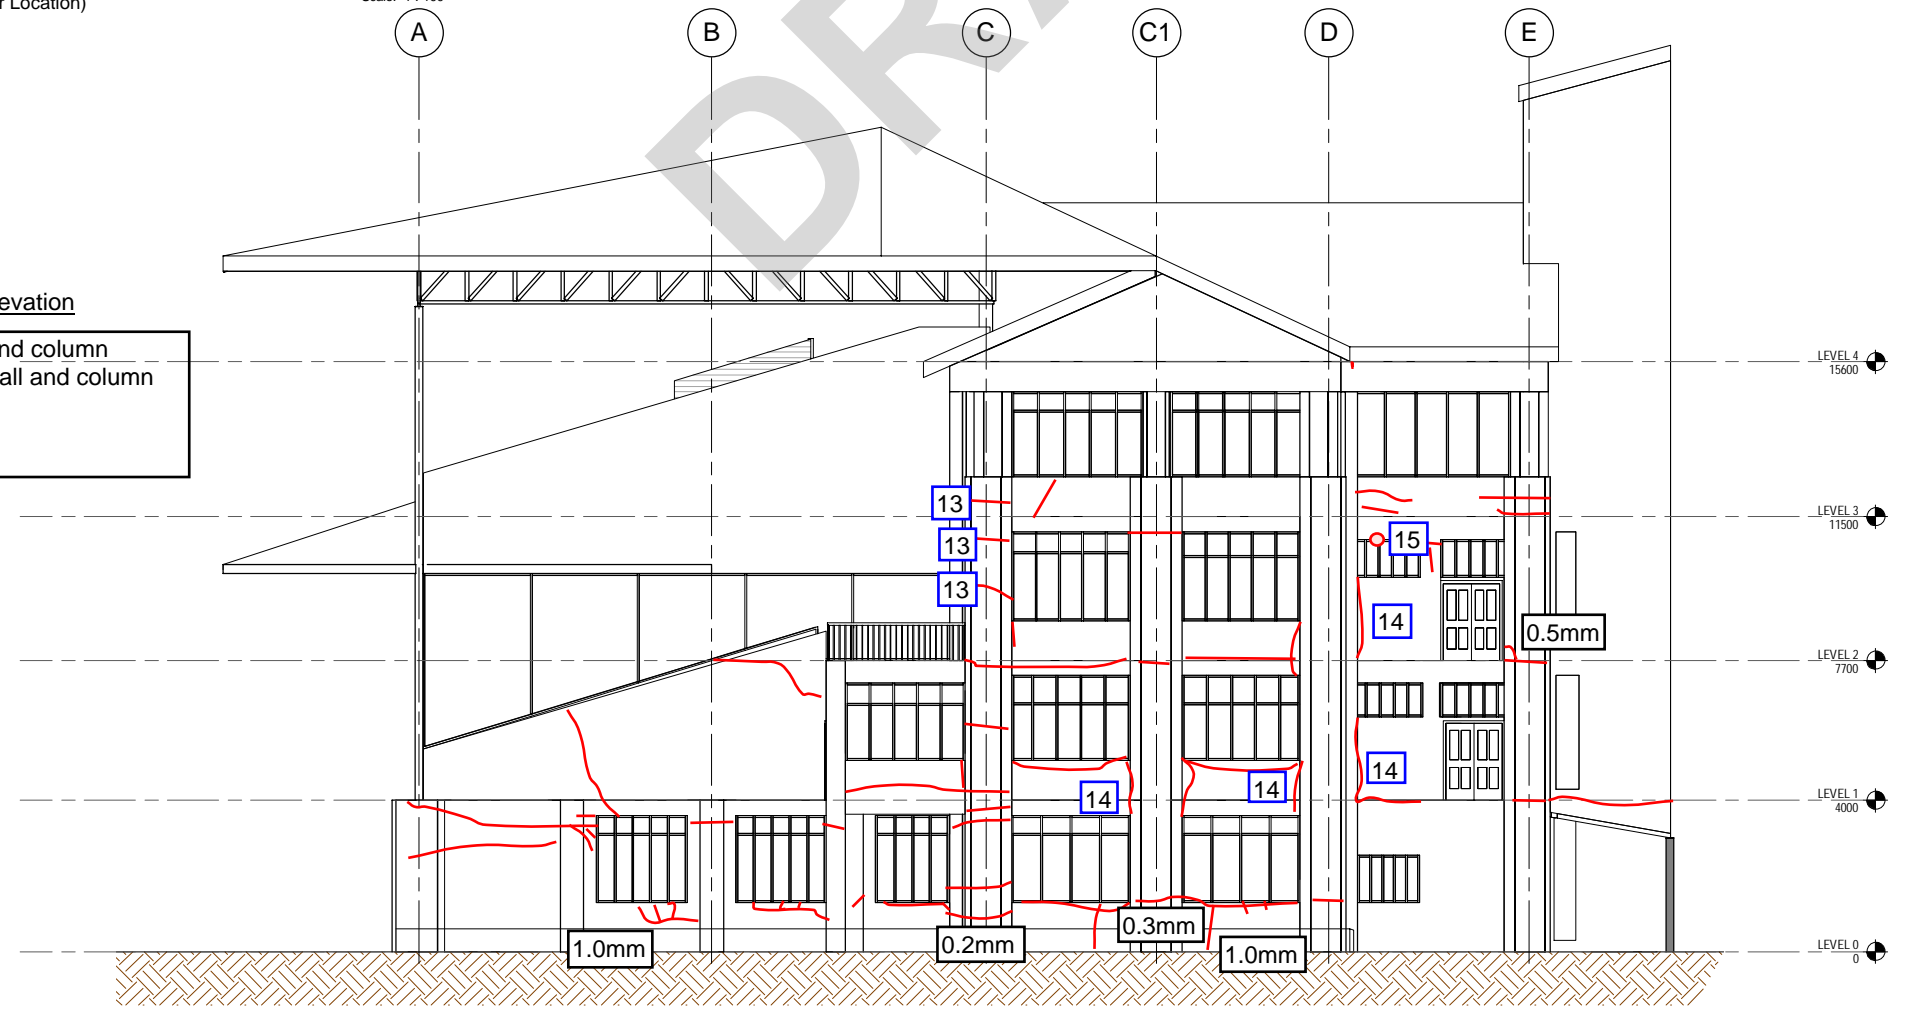 r Location)
A
B
C
C1
D
E
DRA
evation
nd column
all and column
LEVEL 4
15600
LEVEL 3
11500
LEVEL 2
7700
LEVEL 1
4000
LEVEL 0
0
13
13
13
15
14
0.5mm
14
14
14
1.0mm
0.2mm
0.3mm
1.0mm